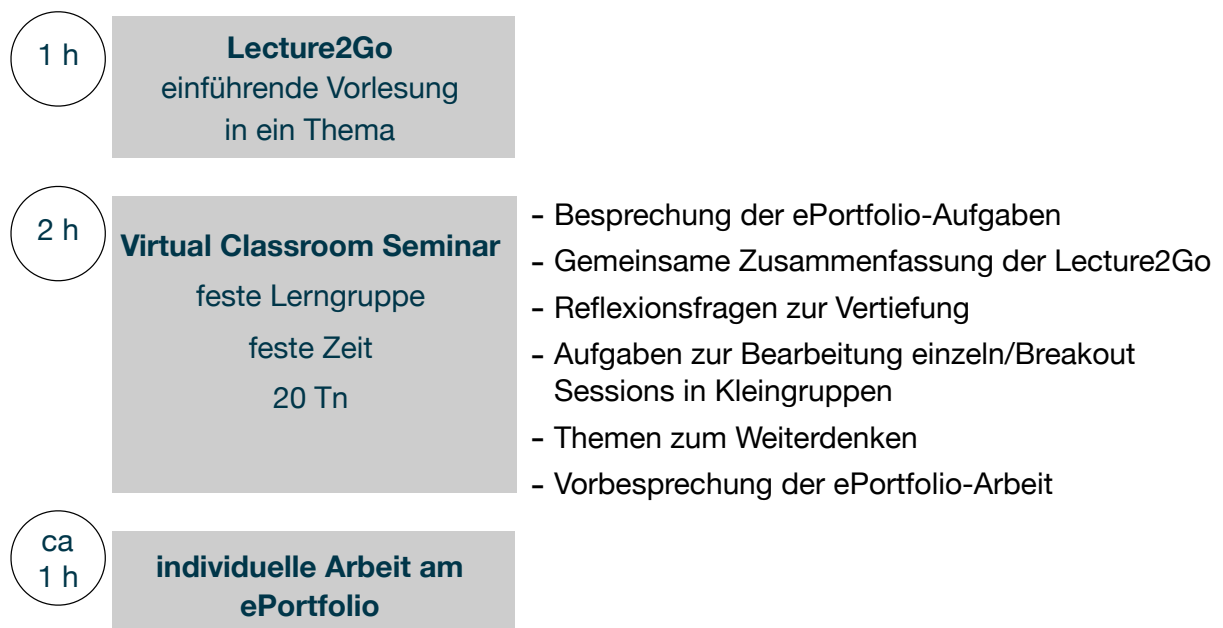 1 h
Lecture2Go
einführende Vorlesung
in ein Thema
2 h
Virtual Classroom Seminar
feste Lerngruppe
feste Zeit
20 Tn
- Besprechung der ePortfolio-Aufgaben
- Gemeinsame Zusammenfassung der Lecture2Go
- Reflexionsfragen zur Vertiefung
- Aufgaben zur Bearbeitung einzeln/Breakout
Sessions in Kleingruppen
- Themen zum Weiterdenken
- Vorbesprechung der ePortfolio-Arbeit
ca
1 h
individuelle Arbeit am
ePortfolio